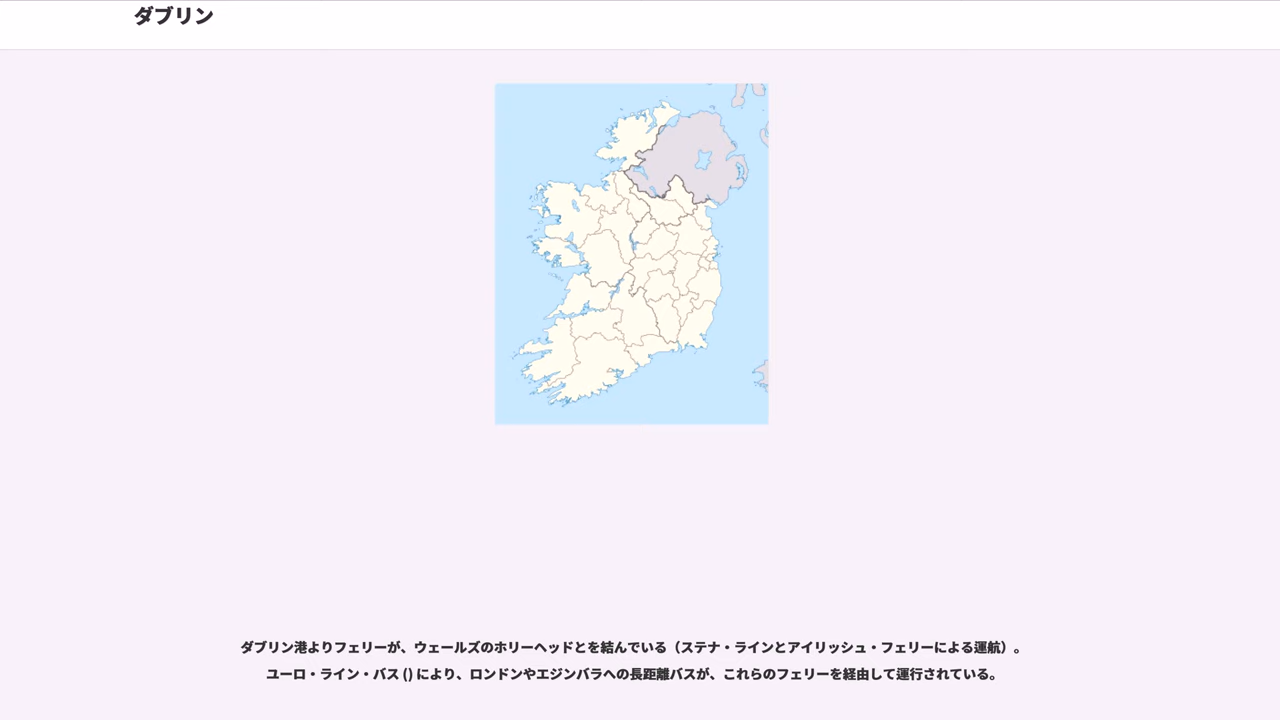 ダブリン
ダブリン港よりフェリーが、ウェールズのホリーヘッドとを結んでいる（ステナ・ラインとアイリッシュ・フェリーによる運航）。
ユーロ・ライン・バス () により、ロンドンやエジンバラへの長距離バスが、これらのフェリーを経由して運行されている。